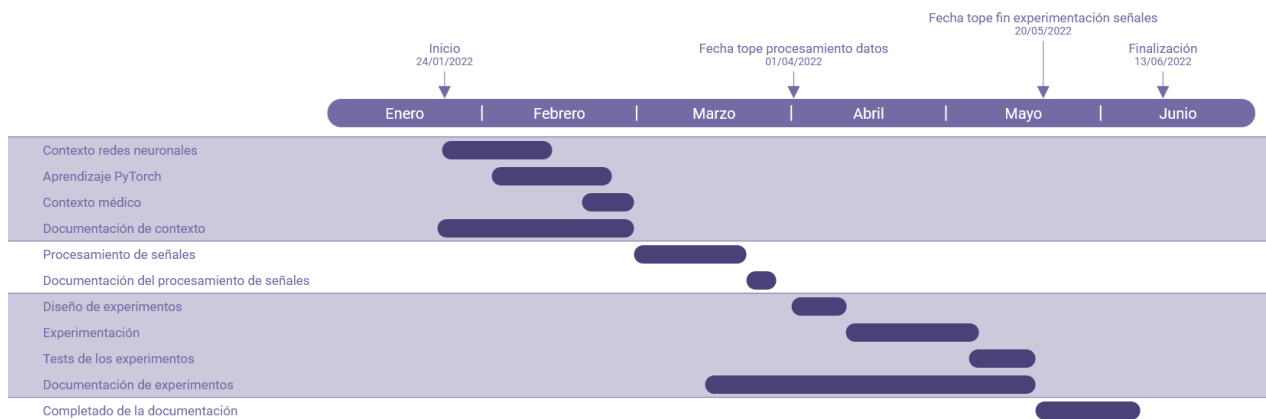 Fecha tope fin experimentación señales
20/05/2022
Inicio
24/01/2022
Fecha tope procesamiento datos
01/04/2022
Finalización
13/06/2022
Enero | Febrero | Marzo | Abril | Mayo | Junio
Contexto redes neuronales
Aprendizaje PyTorch
Contexto médico
Documentación de contexto
Procesamiento de señales
Documentación del procesamiento de señales
Diseño de experimentos
Experimentación
Tests de los experimentos
Documentación de experimentos
Completado de la documentación